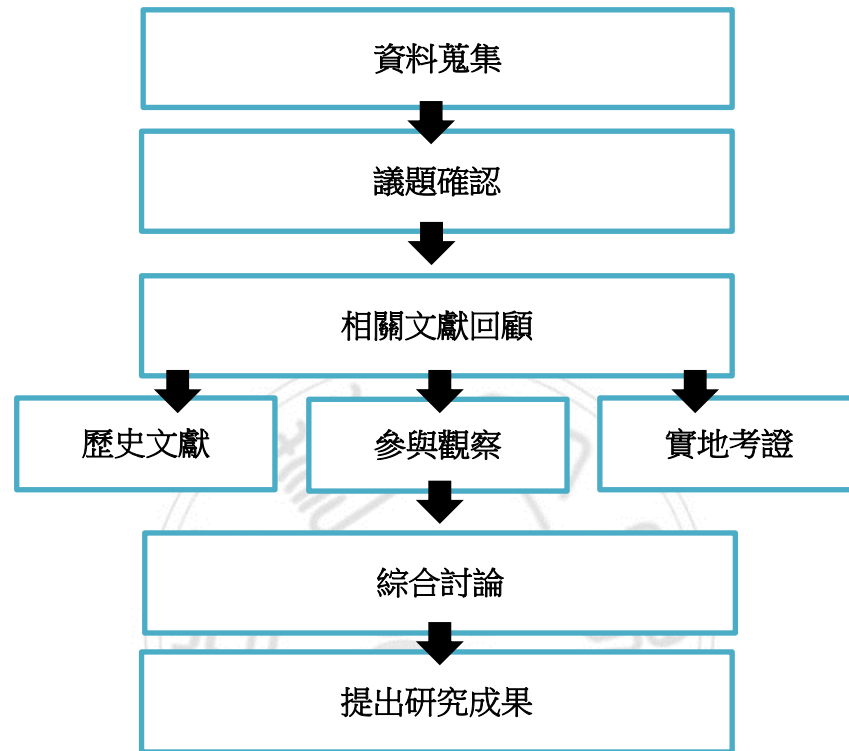 資料蒐集
議題確認
相關文獻回顧
歷史文獻
參與觀察
實地考證
綜合討論
提出研究成果